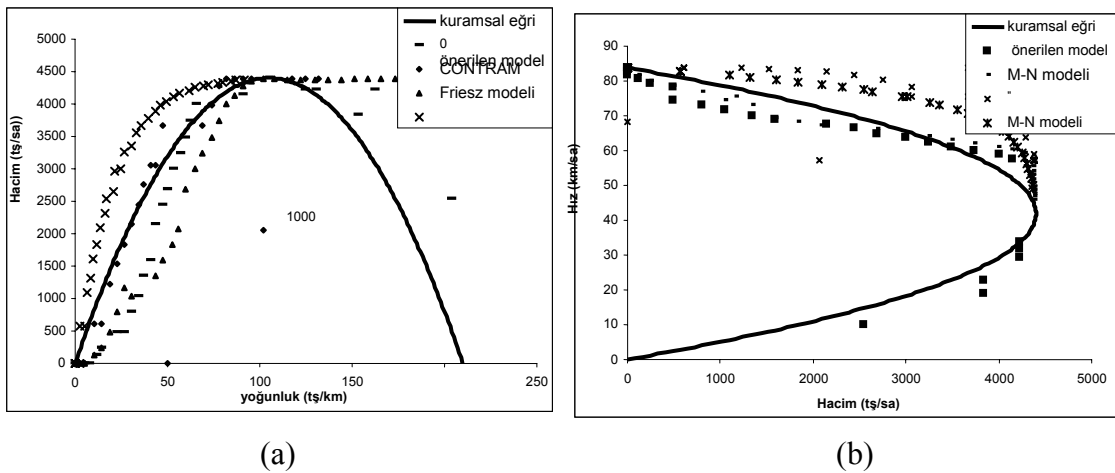 kuramsal eğri
0
önerilen model
CONTRAM
Friesz modeli
5000
4500
4000
3500
3000
2500
2000
1500
1000
500
0
Hacim (tş/sa))
1000
0
50
100
150
250
yoğunluk (tş/km)
(a)
kuramsal eğri
önerilen model
M-N modeli
"
M-N modeli
90
80
70
60
50
40
30
20
10
0
Hız (km/sa)
0
1000
2000
3000
4000
5000
Hacim (tş/sa)
(b)